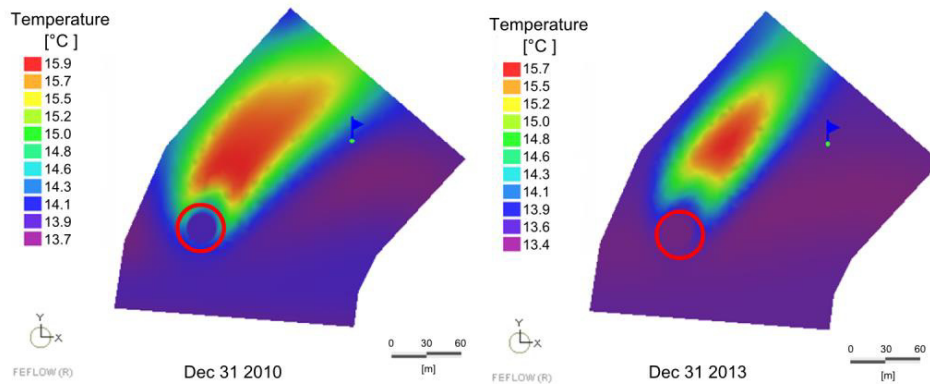 Temperature
[°C]
15.9
15.7
15.5
15.2
15.0
14.8
14.6
14.3
14.1
13.9
13.7
Y
X
FEFLOW (R)
Dec 31 2010
0 30 60
[m]
Temperature
[°C]
15.7
15.5
15.2
15.0
14.8
14.6
14.3
14.1
13.9
13.6
13.4
Y
X
FEFLOW (R)
Dec 31 2013
0 30 60
[m]